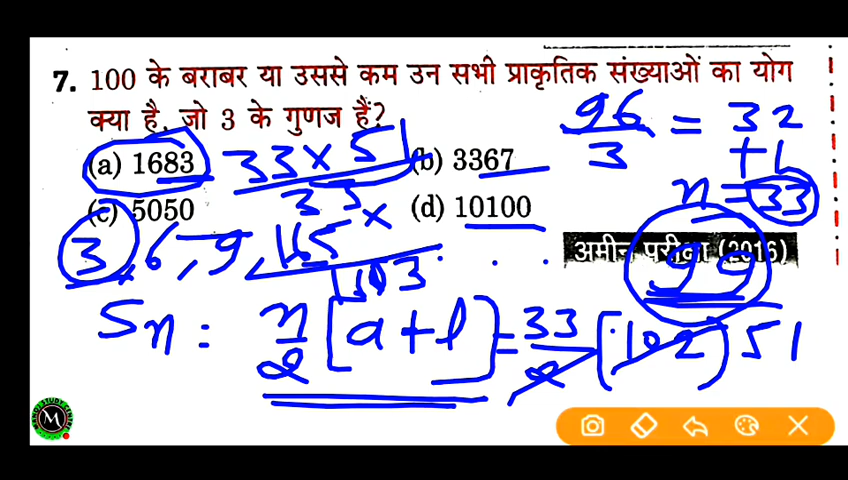 7. 100 के बराबर या उससे कम उन सभी प्राकृतिक संख्याओं का योग
क्या है, जो 3 के गुणज हैं?
96/3 = 32
+1
n = 33
(a) 1683
33 × 51
(b) 3367
(c) 5050
(d) 10100
अमीन परीक्षा (2016)
3, 6, 9,
99
Sn = n/2 [a + l] = 33/2 (102) 51
M